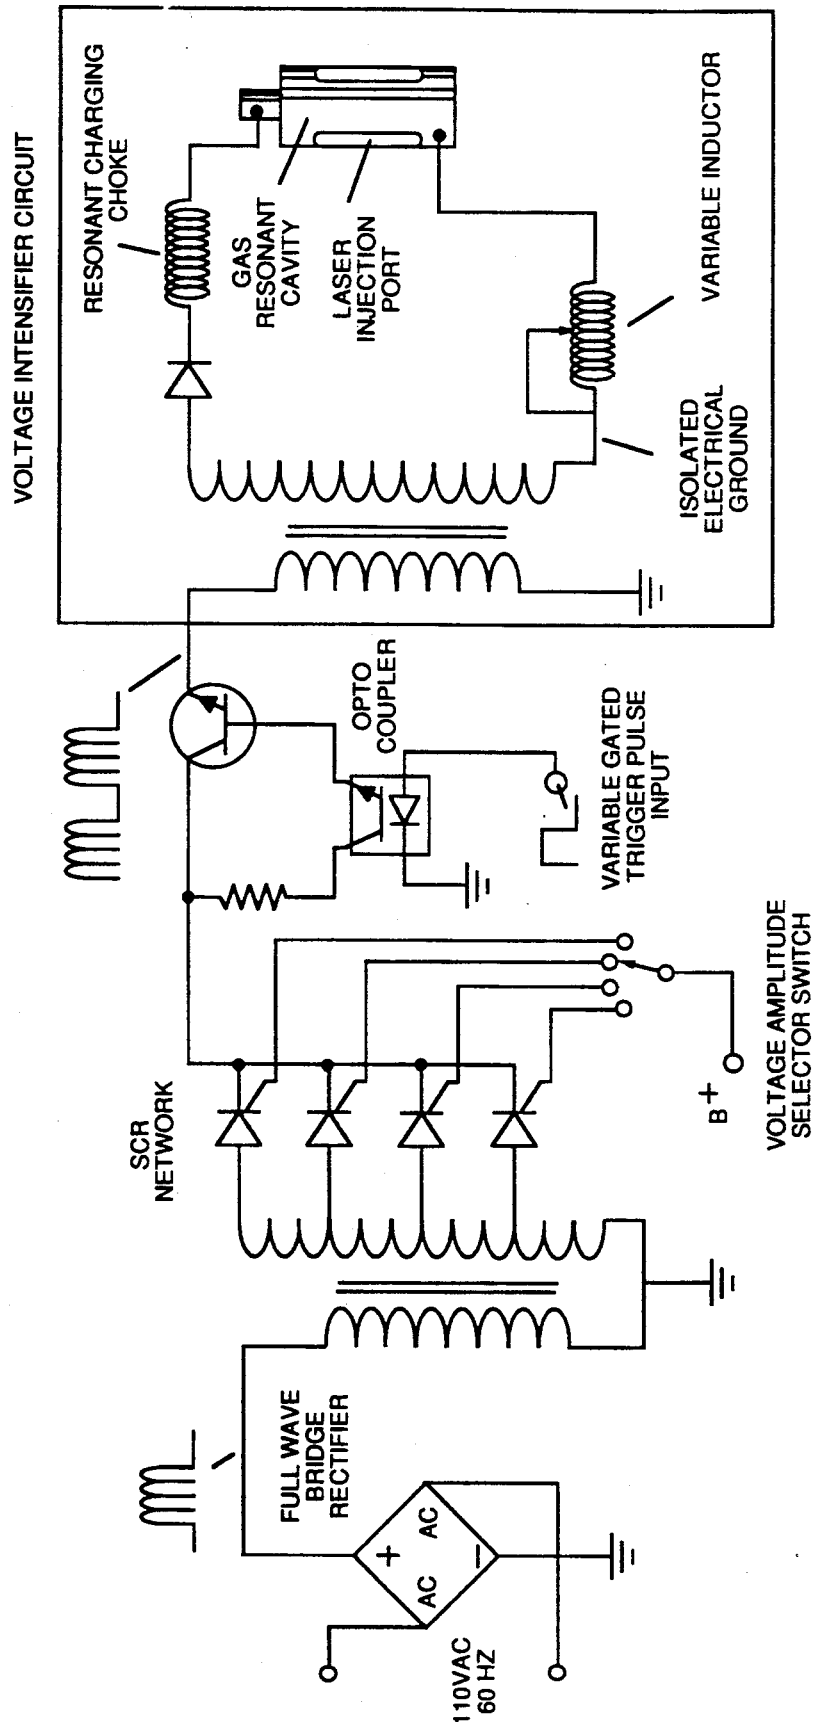 VOLTAGE INTENSIFIER CIRCUIT
RESONANT CHARGING
CHOKE
GAS
RESONANT
CAVITY
LASER
INJECTION
PORT
VARIABLE INDUCTOR
ISOLATED
ELECTRICAL
GROUND
OPTO
COUPLER
VARIABLE GATED
TRIGGER PULSE
INPUT
SCR
NETWORK
B+
VOLTAGE AMPLITUDE
SELECTOR SWITCH
FULL WAVE
BRIDGE
RECTIFIER
AC
+
AC
−
110VAC
60 HZ